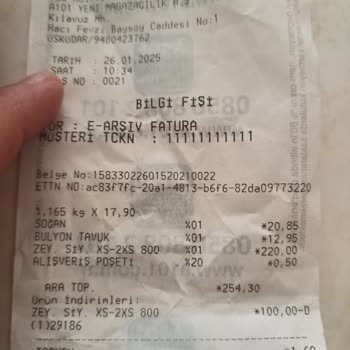 A101 YENİ MAĞAZACILIK A.Ş.
Kılavuz Mh.
Hacı Fevzi Baysoy Caddesi No:1
ÜSKÜDAR/9480423762
TARİH : 26.01.2025
SAAT : 10:34
NO : 0021
BİLGİ FİŞİ
: E-ARŞİV FATURA
MÜŞTERİ TCKN : 11111111111
Belge No:15833022601520210022
ETTN NO:ac83f7fc-20a1-4813-b6f6-82da09773220
1,165 kg X 17,90
SOĞAN %01 *20,85
BULYON TAVUK %01 *12,95
ZEY. SİY. XS-2XS 800 %01 *220,00
ALIŞVERİŞ POŞETİ %20 *0,50
ARA TOP. *254,30
Ürün İndirimleri:
ZEY. SİY. XS-2XS 800 *100,00-D
(1)29186